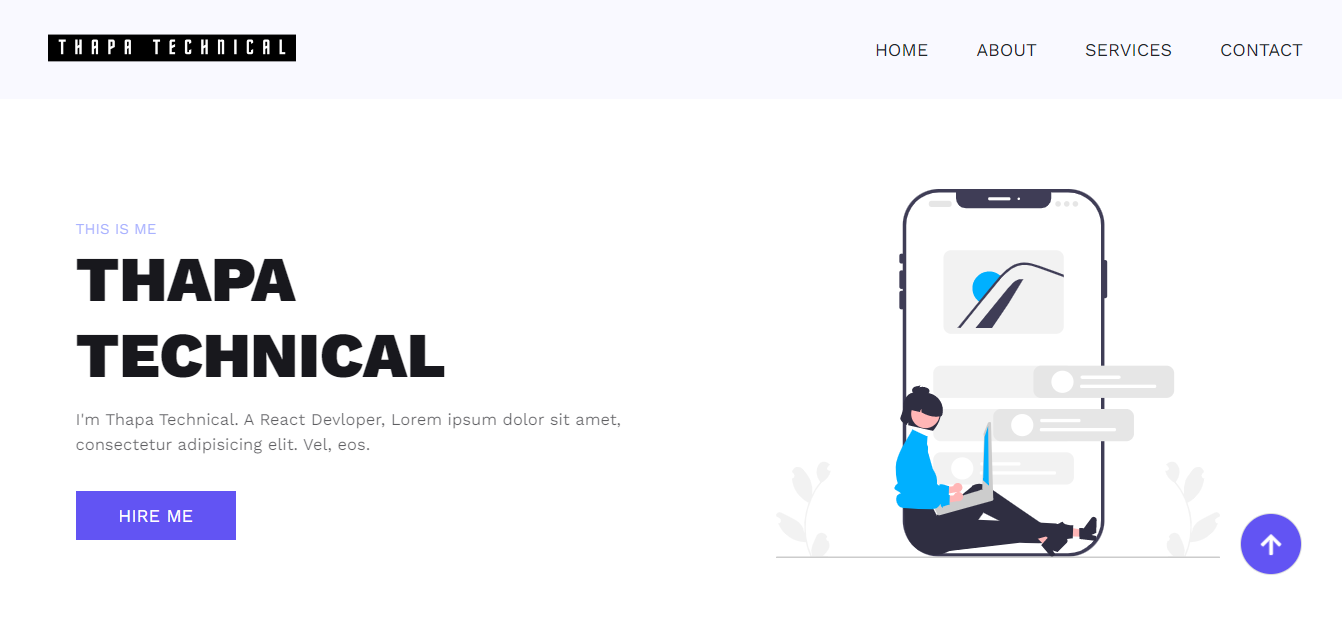 THAPA TECHNICAL
HOME ABOUT SERVICES CONTACT
THIS IS ME
THAPA
TECHNICAL
I'm Thapa Technical. A React Devloper, Lorem ipsum dolor sit amet,
consectetur adipisicing elit. Vel, eos.
HIRE ME